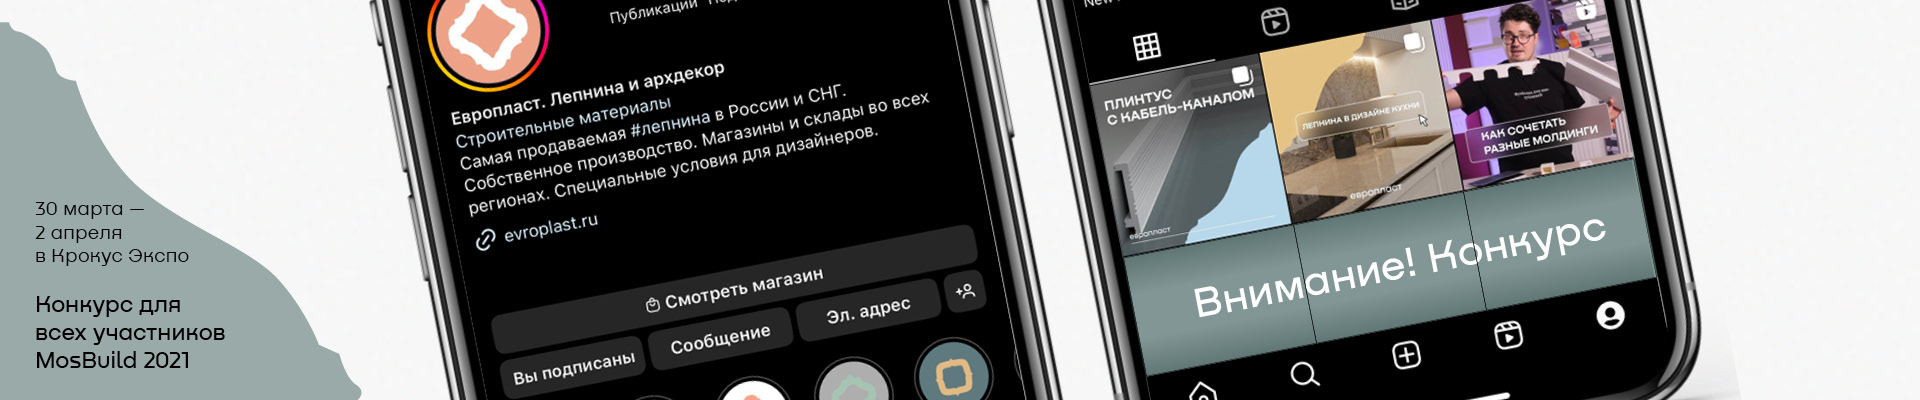 30 марта —
2 апреля
в Крокус Экспо
Конкурс для
всех участников
MosBuild 2021
Публикации
Европласт. Лепнина и архдекор
Строительные материалы
Самая продаваемая #лепнина в России и СНГ.
Собственное производство. Магазины и склады во всех
регионах. Специальные условия для дизайнеров.
evroplast.ru
Смотреть магазин
Вы подписаны
Сообщение
Эл. адрес
New
ПЛИНТУС
С КАБЕЛЬ-КАНАЛОМ
европласт
ЛЕПНИНА В ДИЗАЙНЕ КУХНИ
европласт
КАК СОЧЕТАТЬ
РАЗНЫЕ МОЛДИНГИ
Внимание! Конкурс